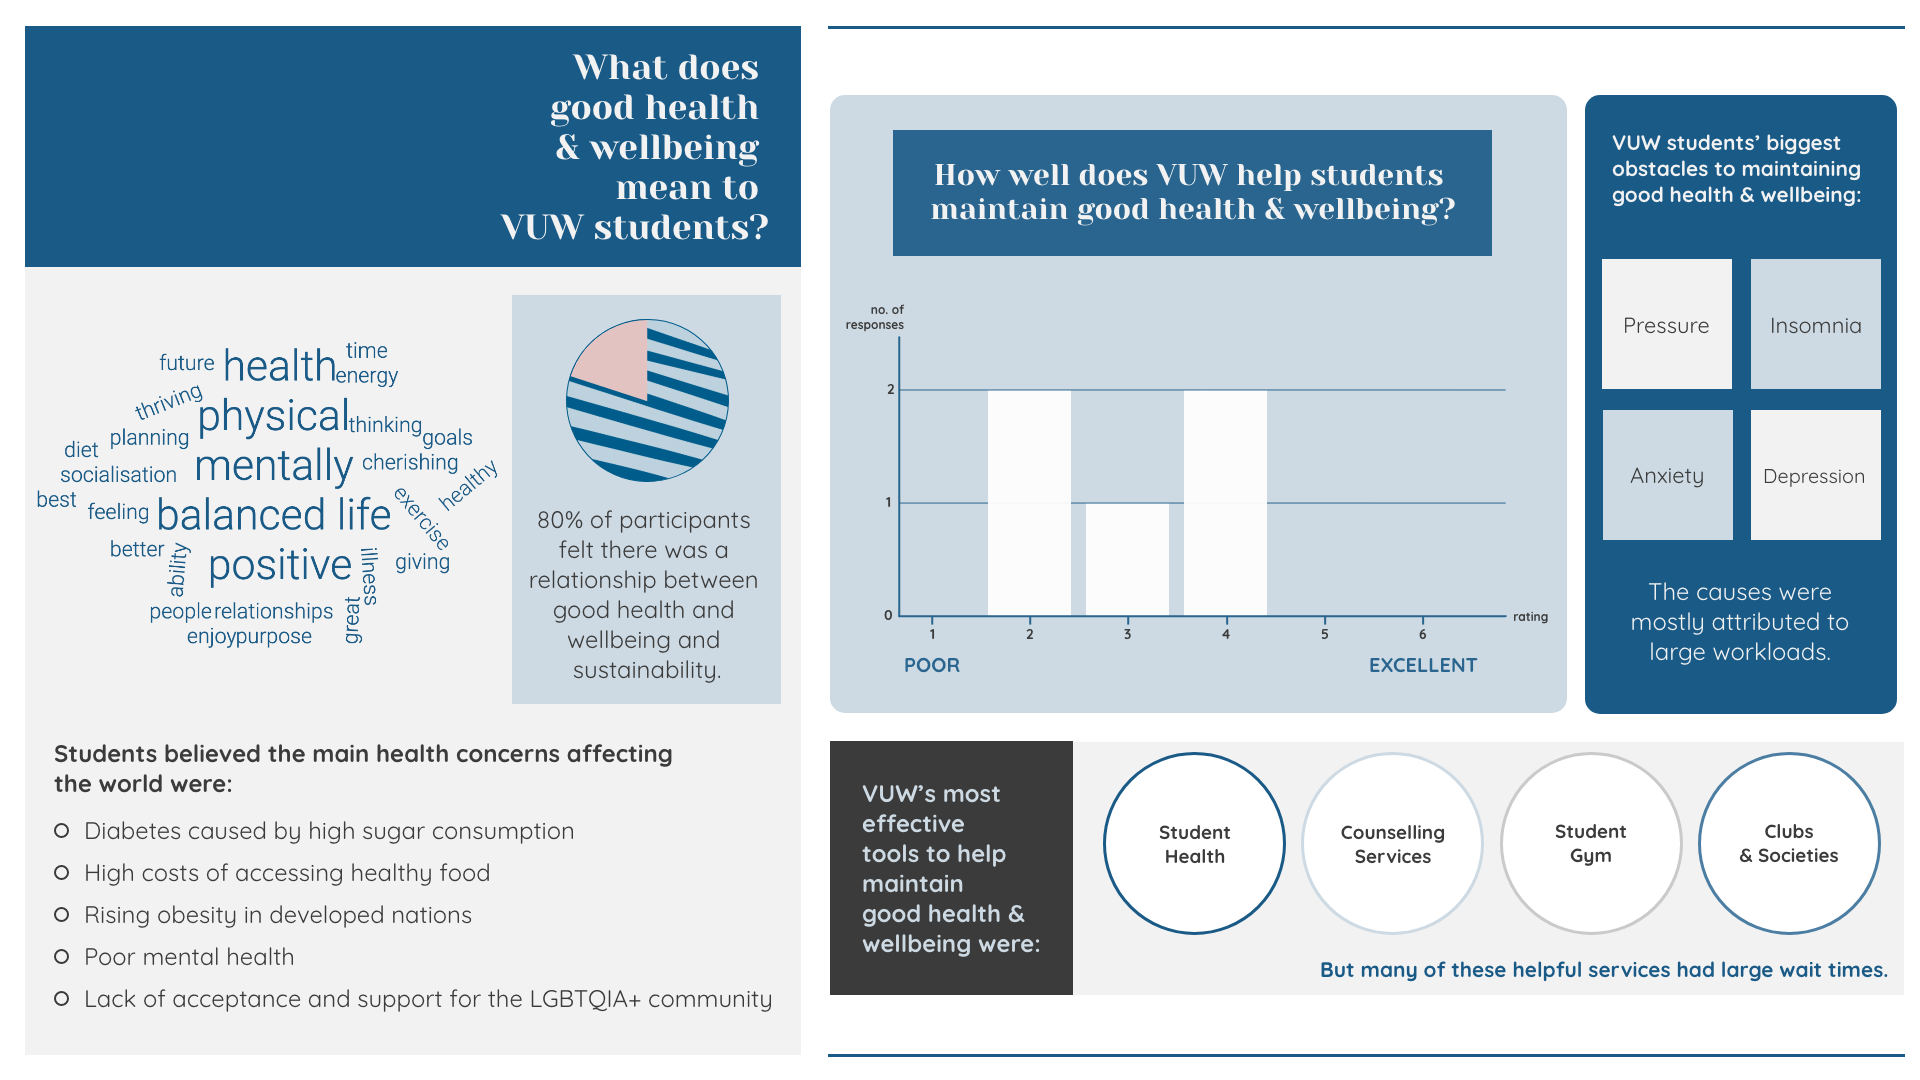 What does
good health
& wellbeing
mean to
VUW students?
future health time
energy
thriving
physical thinking
planning goals
diet
mentally cherishing
socialisation
healthy
best
feeling balanced life exercise
better
ability positive illness giving
people relationships great
enjoy purpose
80% of participants
felt there was a
relationship between
good health and
wellbeing and
sustainability.
Students believed the main health concerns affecting
the world were:
Diabetes caused by high sugar consumption
High costs of accessing healthy food
Rising obesity in developed nations
Poor mental health
Lack of acceptance and support for the LGBTQIA+ community
How well does VUW help students
maintain good health & wellbeing?
no. of
responses
2
1
0
rating
1 2 3 4 5 6
POOR EXCELLENT
VUW students’ biggest
obstacles to maintaining
good health & wellbeing:
Pressure Insomnia
Anxiety Depression
The causes were
mostly attributed to
large workloads.
VUW’s most
effective
tools to help
maintain
good health &
wellbeing were:
Student
Health
Counselling
Services
Student
Gym
Clubs
& Societies
But many of these helpful services had large wait times.